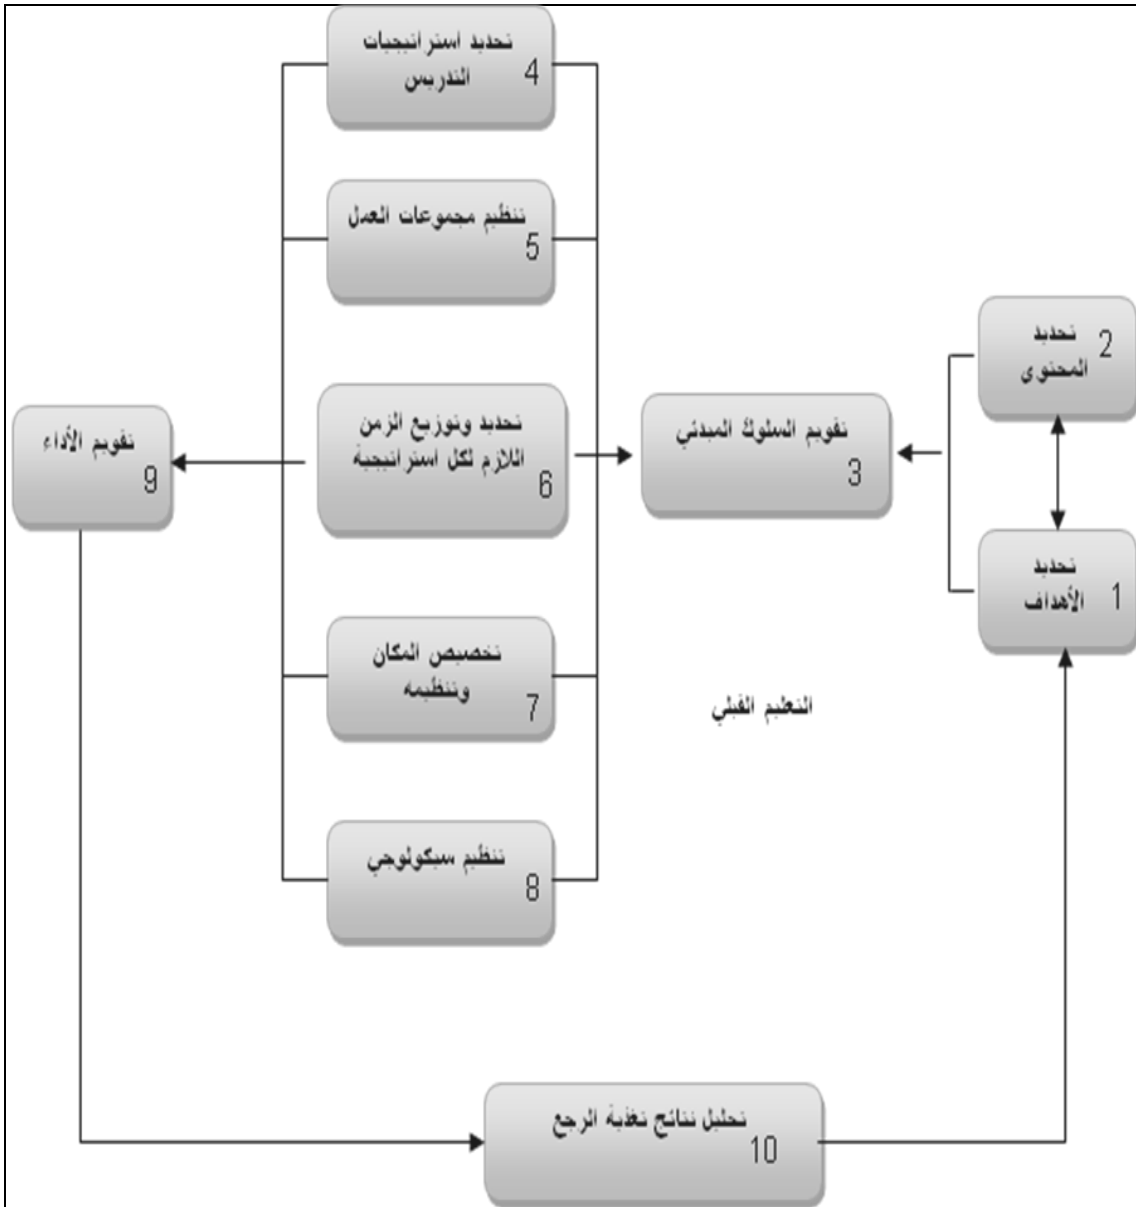 تحديد استراتيجيات
التدريس
4
تنظيم مجموعات العمل
5
تحديد
المحتوى
2
تحديد وتوزيع الزمن
اللازم لكل استراتيجية
6
تقويم السلوك المبدئي
3
تقويم الأداء
9
تحديد
الأهداف
1
تخصيص المكان
وتنظيمه
7
التعليم القبلي
تنظيم سيكولوجي
8
تحليل نتائج تغذية الرجع
10